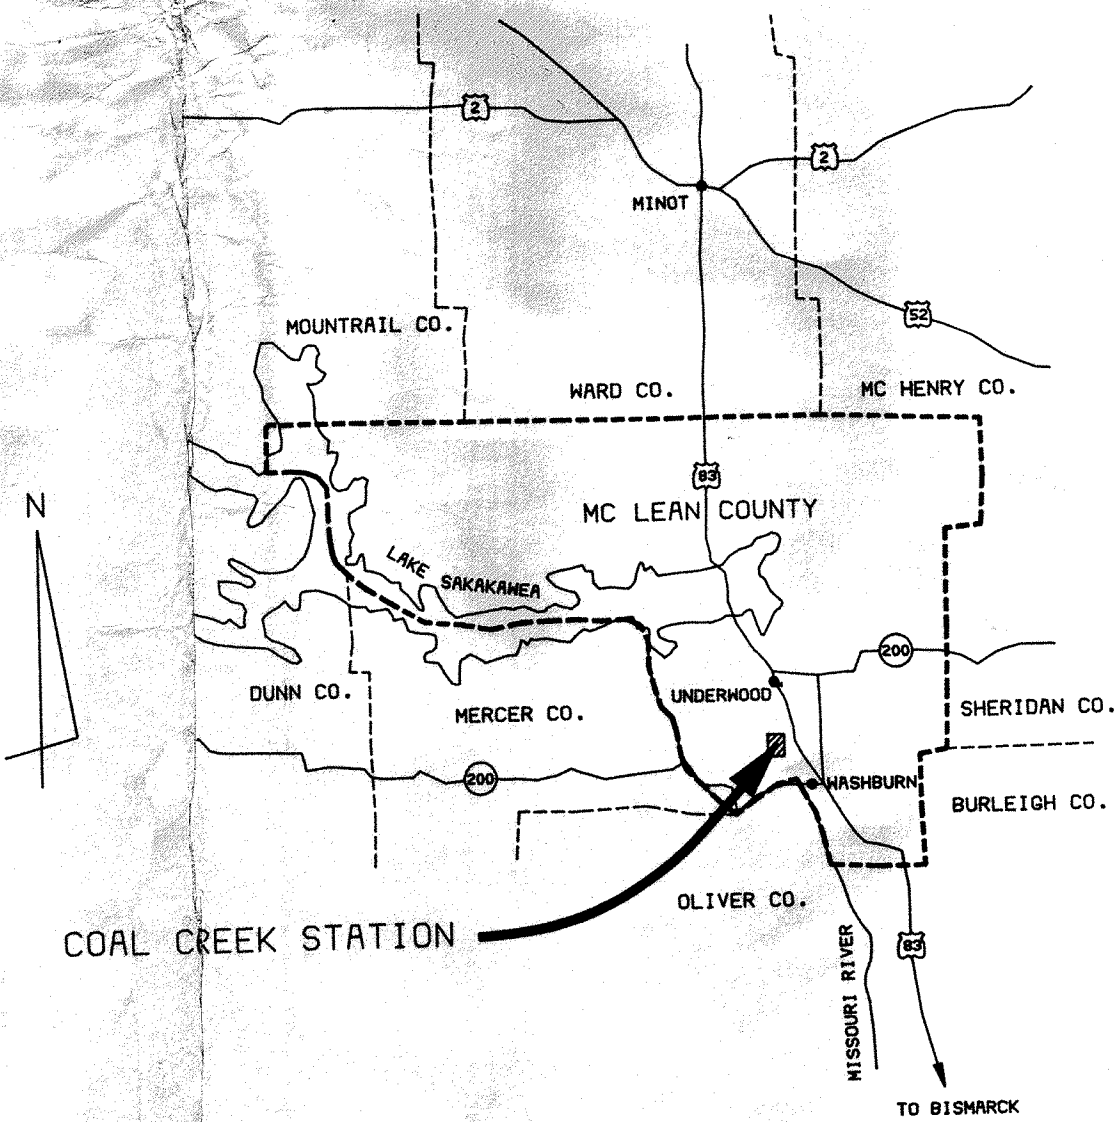 2
2
MINOT
52
MOUNTRAIL CO.
WARD CO.
MC HENRY CO.
83
N
MC LEAN COUNTY
LAKE SAKAKAWEA
200
UNDERWOOD
DUNN CO.
MERCER CO.
SHERIDAN CO.
200
WASHBURN
BURLEIGH CO.
OLIVER CO.
COAL CREEK STATION
MISSOURI RIVER
83
TO BISMARCK